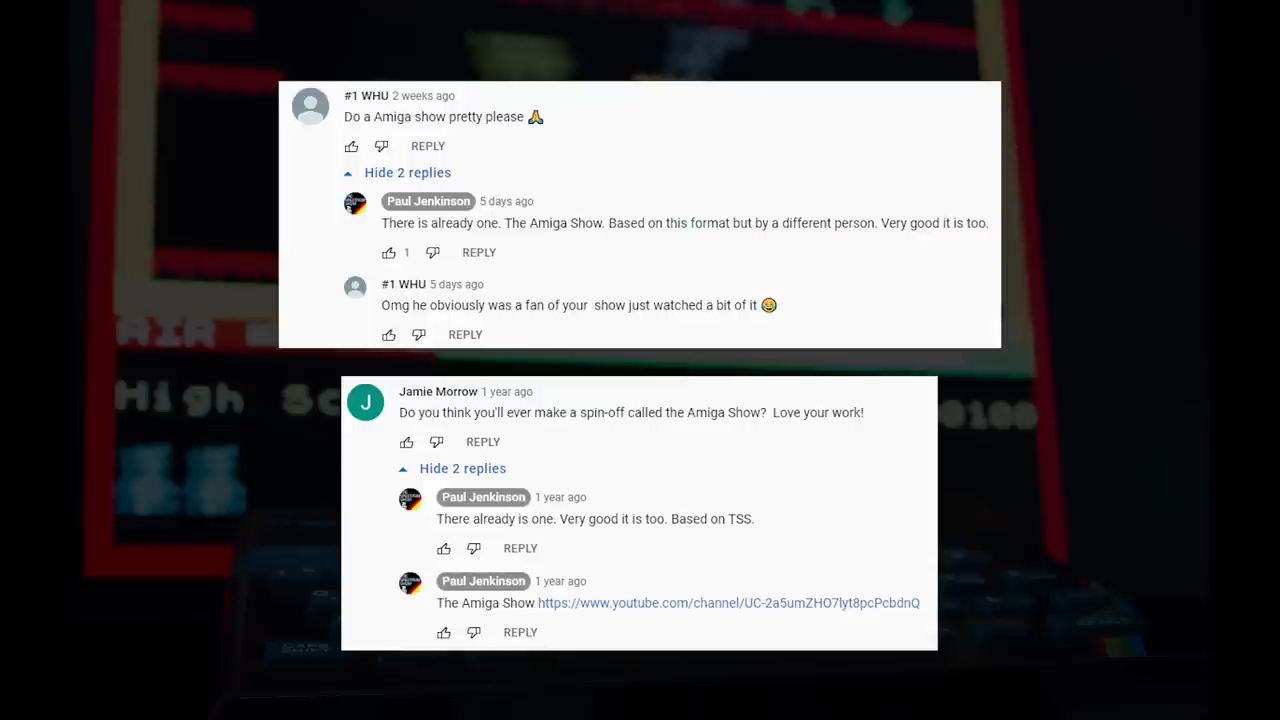 #1 WHU 2 weeks ago
Do a Amiga show pretty please 🙏
REPLY
Hide 2 replies
Paul Jenkinson 5 days ago
There is already one. The Amiga Show. Based on this format but by a different person. Very good it is too.
1 REPLY
#1 WHU 5 days ago
Omg he obviously was a fan of your show just watched a bit of it 😂
REPLY
AIR
High Sc
0100
J
Jamie Morrow 1 year ago
Do you think you'll ever make a spin-off called the Amiga Show? Love your work!
REPLY
Hide 2 replies
Paul Jenkinson 1 year ago
There already is one. Very good it is too. Based on TSS.
REPLY
Paul Jenkinson 1 year ago
The Amiga Show https://www.youtube.com/channel/UC-2a5umZHO7lyt8pcPcbdnQ
REPLY
CAPS
SHIFT